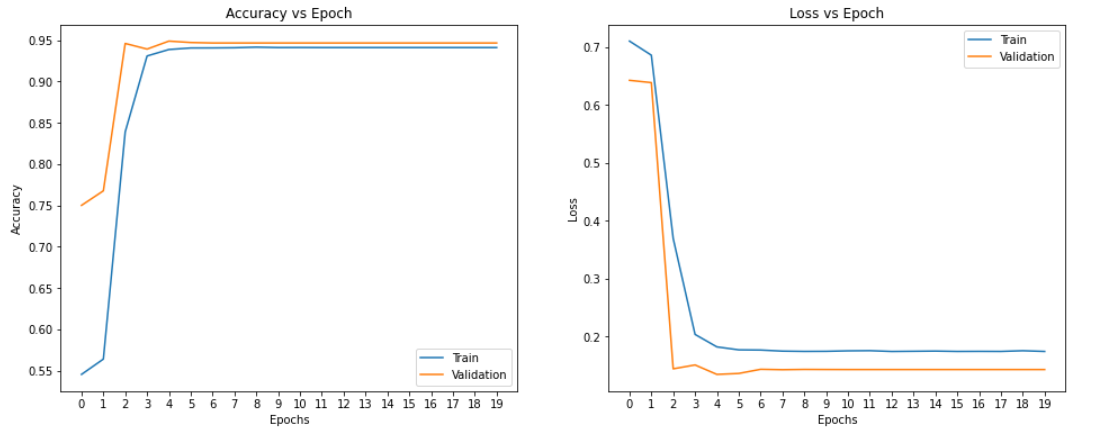 Accuracy vs Epoch
0.95
0.90
0.85
0.80
0.75
0.70
0.65
0.60
0.55
Accuracy
Train
Validation
0 1 2 3 4 5 6 7 8 9 10 11 12 13 14 15 16 17 18 19
Epochs
Loss vs Epoch
0.7
0.6
0.5
0.4
0.3
0.2
Loss
Train
Validation
0 1 2 3 4 5 6 7 8 9 10 11 12 13 14 15 16 17 18 19
Epochs